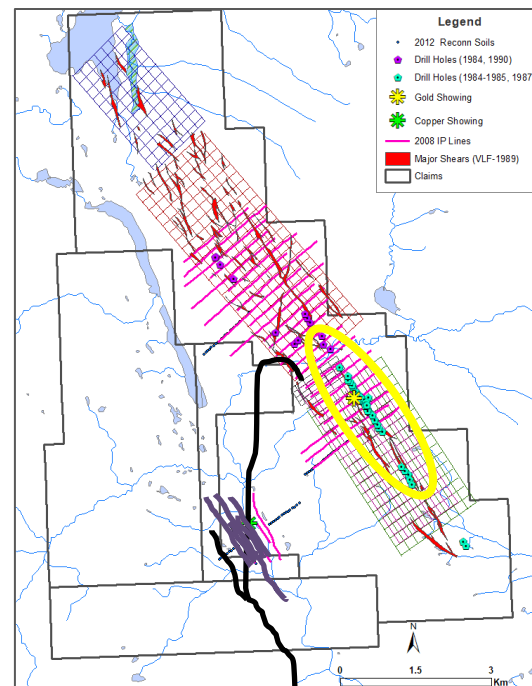 Legend
2012 Reconn Soils
Drill Holes (1984, 1990)
Drill Holes (1984-1985, 1987
Gold Showing
Copper Showing
2008 IP Lines
Major Shears (VLF-1989)
Claims
N
0 1.5 3
Km